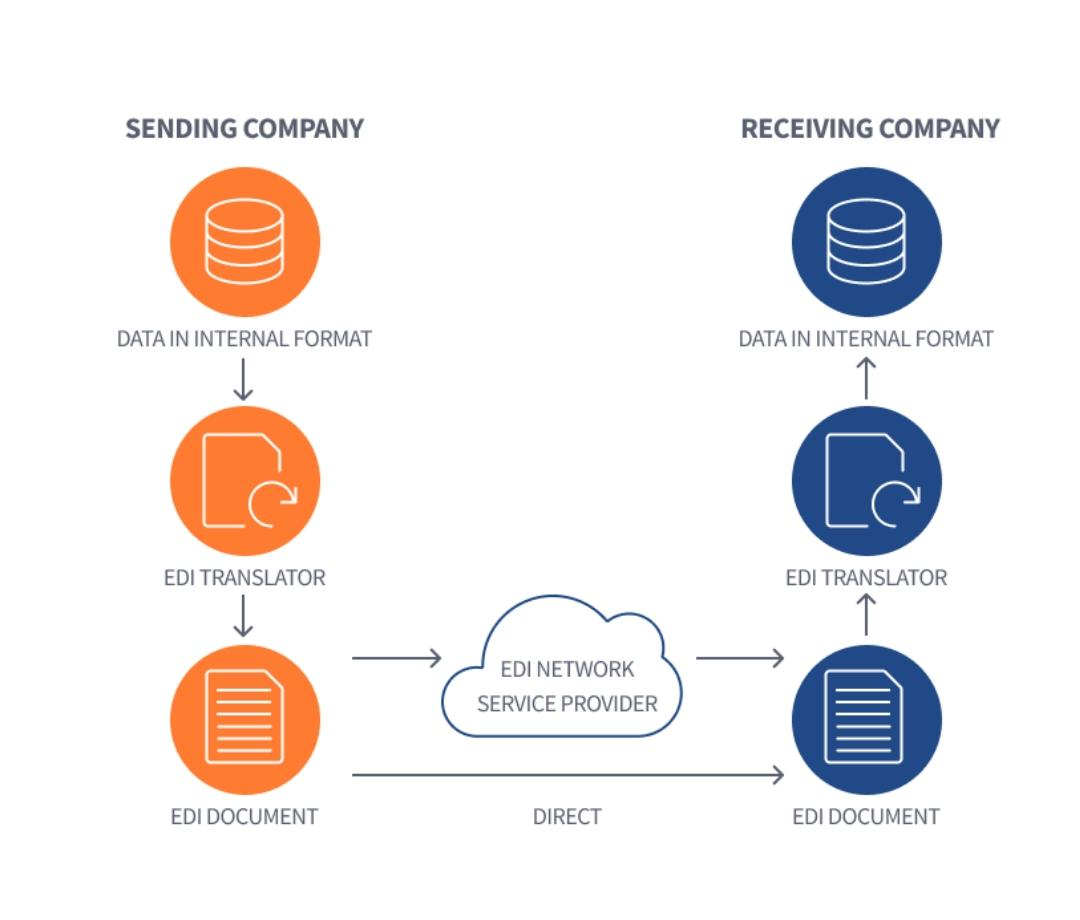 SENDING COMPANY
RECEIVING COMPANY
DATA IN INTERNAL FORMAT
DATA IN INTERNAL FORMAT
EDI TRANSLATOR
EDI TRANSLATOR
EDI NETWORK
SERVICE PROVIDER
EDI DOCUMENT
DIRECT
EDI DOCUMENT